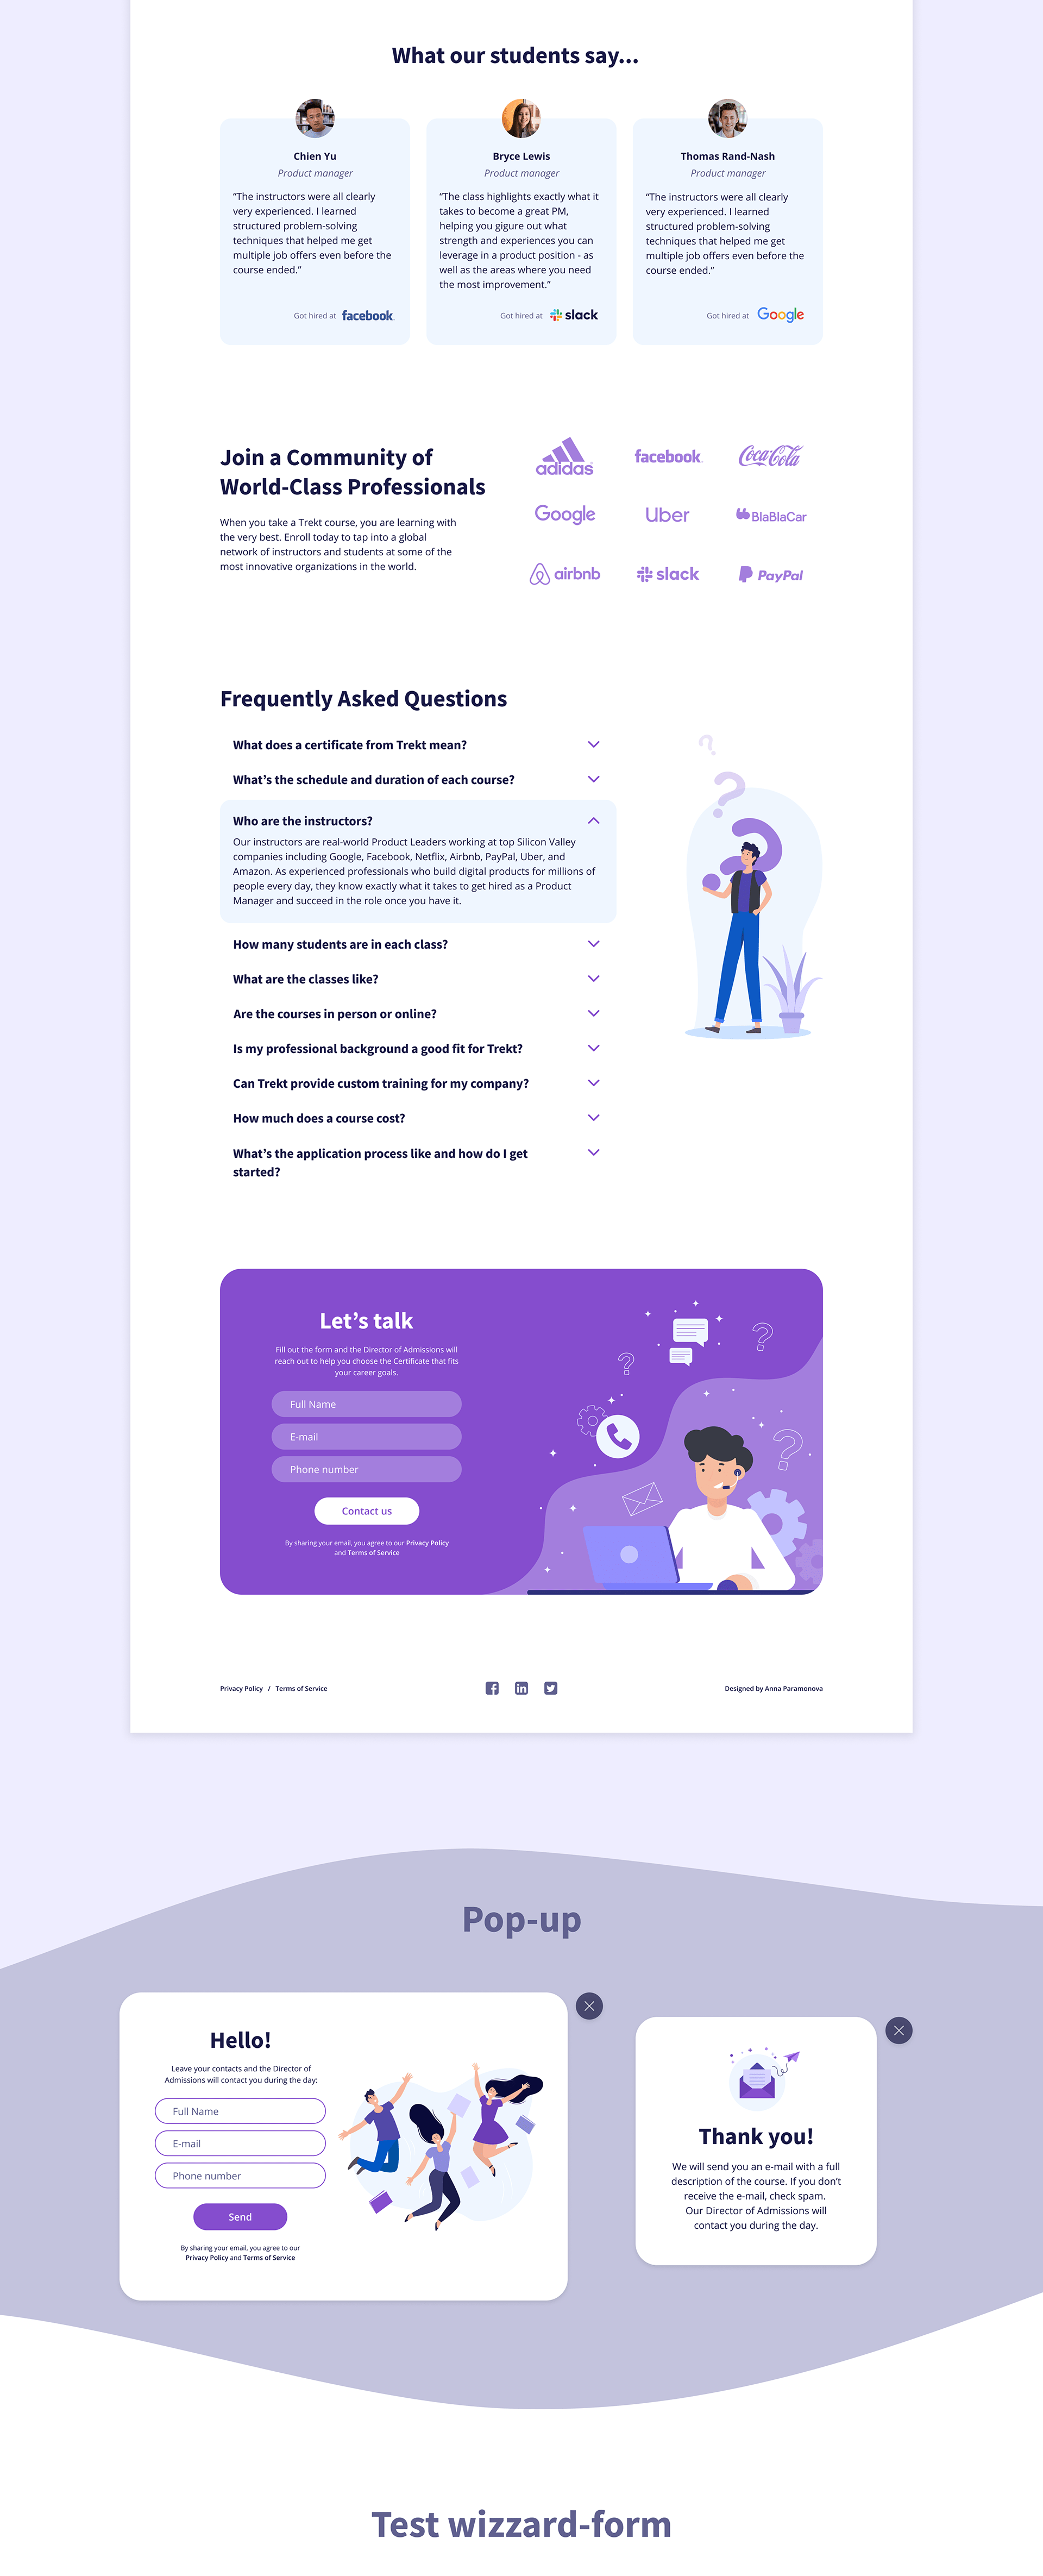 What our students say...
Chien Yu
Product manager
“The instructors were all clearly
very experienced. I learned
structured problem-solving
techniques that helped me get
multiple job offers even before the
course ended.”
Got hired at facebook
Bryce Lewis
Product manager
“The class highlights exactly what it
takes to become a great PM,
helping you gigure out what
strength and experiences you can
leverage in a product position - as
well as the areas where you need
the most improvement.”
Got hired at slack
Thomas Rand-Nash
Product manager
“The instructors were all clearly
very experienced. I learned
structured problem-solving
techniques that helped me get
multiple job offers even before the
course ended.”
Got hired at Google
Join a Community of
World-Class Professionals
When you take a Trekt course, you are learning with
the very best. Enroll today to tap into a global
network of instructors and students at some of the
most innovative organizations in the world.
adidas facebook Coca-Cola
Google Uber BlaBlaCar
airbnb slack PayPal
Frequently Asked Questions
What does a certificate from Trekt mean?
What’s the schedule and duration of each course?
Who are the instructors?
Our instructors are real-world Product Leaders working at top Silicon Valley
companies including Google, Facebook, Netflix, Airbnb, PayPal, Uber, and
Amazon. As experienced professionals who build digital products for millions of
people every day, they know exactly what it takes to get hired as a Product
Manager and succeed in the role once you have it.
How many students are in each class?
What are the classes like?
Are the courses in person or online?
Is my professional background a good fit for Trekt?
Can Trekt provide custom training for my company?
How much does a course cost?
What’s the application process like and how do I get
started?
Let’s talk
Fill out the form and the Director of Admissions will
reach out to help you choose the Certificate that fits
your career goals.
Full Name
E-mail
Phone number
Contact us
By sharing your email, you agree to our Privacy Policy
and Terms of Service
Privacy Policy / Terms of Service
Designed by Anna Paramonova
Pop-up
Hello!
Leave your contacts and the Director of
Admissions will contact you during the day:
Full Name
E-mail
Phone number
Send
By sharing your email, you agree to our
Privacy Policy and Terms of Service
Thank you!
We will send you an e-mail with a full
description of the course. If you don’t
receive the e-mail, check spam.
Our Director of Admissions will
contact you during the day.
Test wizzard-form